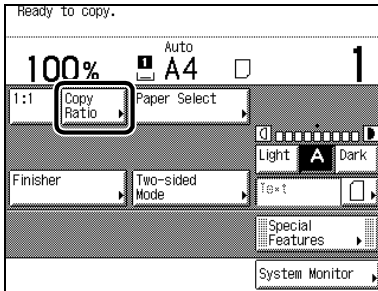 Ready to copy.
Auto
100% 1 A4 1
1:1 Copy Ratio Paper Select
Light A Dark
Finisher Two-sided Mode
Text
Special Features
System Monitor